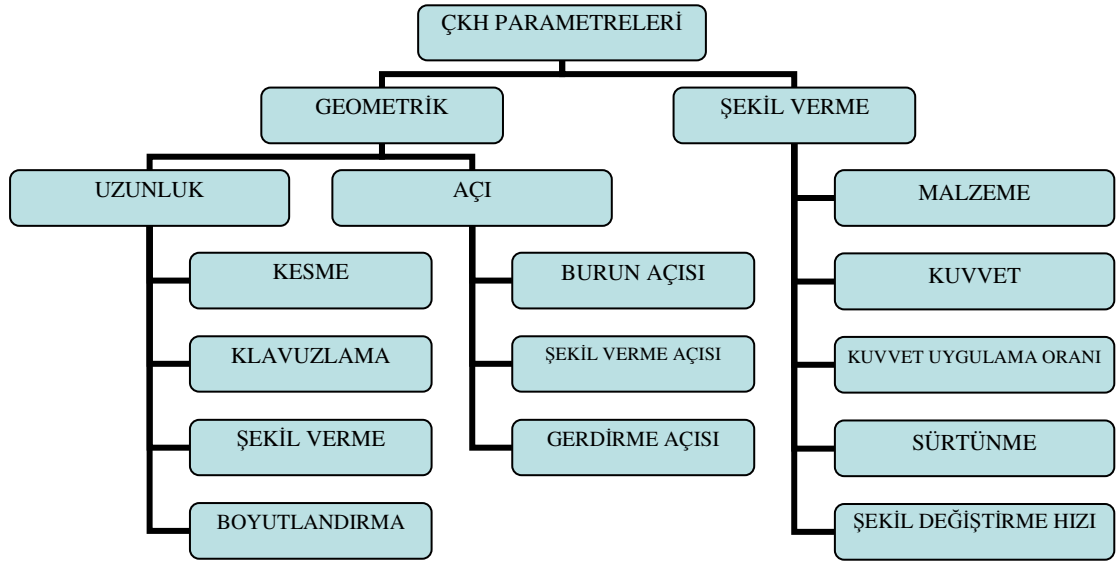 ÇKH PARAMETRELERİ
GEOMETRİK
ŞEKİL VERME
UZUNLUK
AÇI
MALZEME
KESME
BURUN AÇISI
KUVVET
KLAVUZLAMA
ŞEKİL VERME AÇISI
KUVVET UYGULAMA ORANI
ŞEKİL VERME
GERDİRME AÇISI
SÜRTÜNME
BOYUTLANDIRMA
ŞEKİL DEĞİŞTİRME HIZI